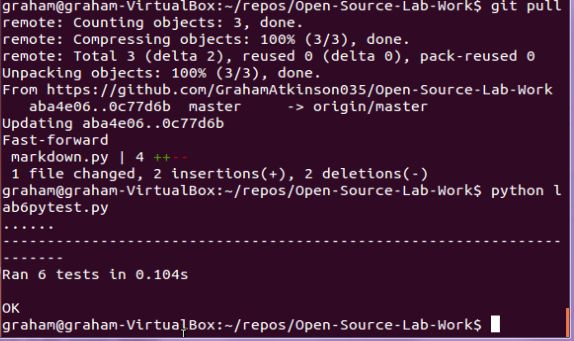 graham@graham-VirtualBox:~/repos/Open-Source-Lab-Work$ git pull
remote: Counting objects: 3, done.
remote: Compressing objects: 100% (3/3), done.
remote: Total 3 (delta 2), reused 0 (delta 0), pack-reused 0
Unpacking objects: 100% (3/3), done.
From https://github.com/GrahamAtkinson035/Open-Source-Lab-Work
   aba4e06..0c77d6b  master     -> origin/master
Updating aba4e06..0c77d6b
Fast-forward
 markdown.py | 4 ++--
 1 file changed, 2 insertions(+), 2 deletions(-)
graham@graham-VirtualBox:~/repos/Open-Source-Lab-Work$ python l
ab6pytest.py
......
---------------------------------------------------------------
-------
Ran 6 tests in 0.104s

OK
graham@graham-VirtualBox:~/repos/Open-Source-Lab-Work$